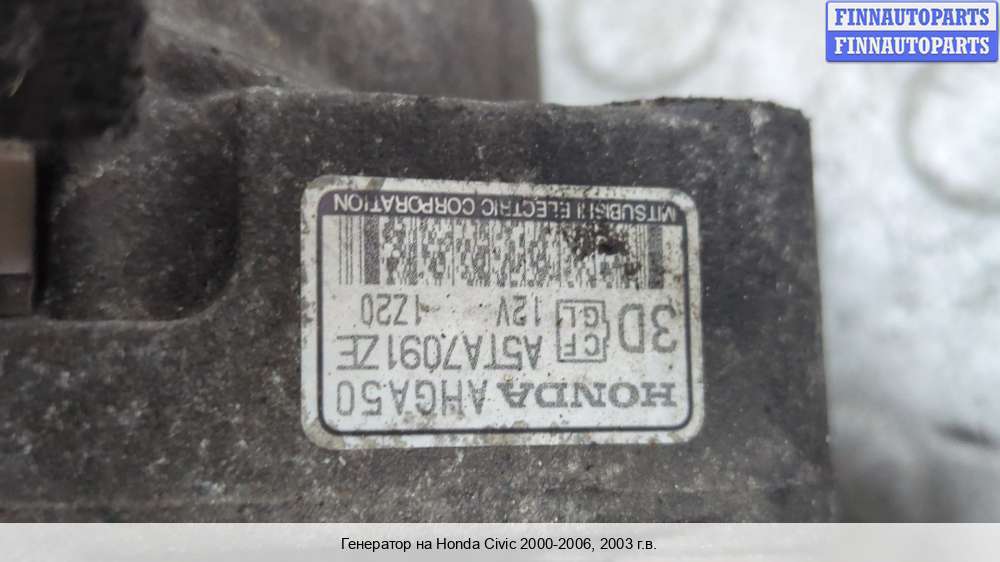 FINNAUTOPARTS
FINNAUTOPARTS
HONDA AHGA50
CF A5TA7091ZE
GL
3D 12V 1Z20
MITSUBISHI ELECTRIC CORPORATION
Генератор на Honda Civic 2000-2006, 2003 г.в.